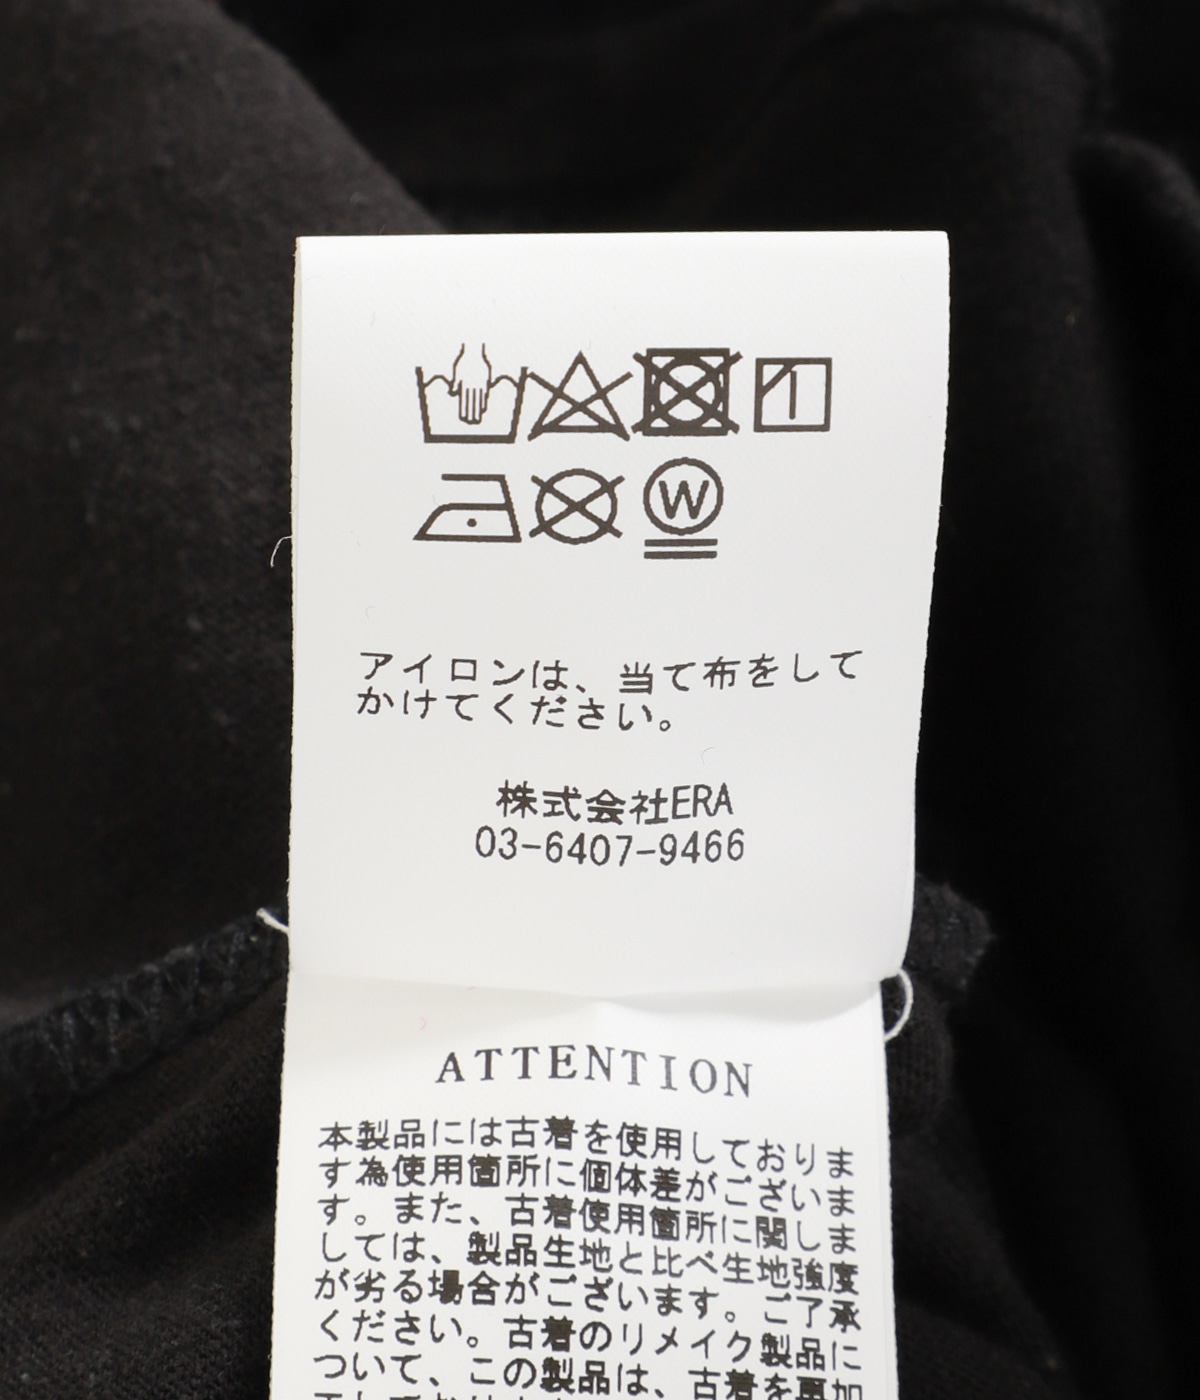 W
アイロンは、当て布をして
かけてください。
株式会社ERA
03-6407-9466
ATTENTION
本製品には古着を使用しておりま
す為使用箇所に個体差がございま
す。また、古着使用箇所に関しま
しては、製品生地と比べ生地強度
が劣る場合がございます。ご了承
ください。古着のリメイク製品に
ついて、この製品は、古着を再加